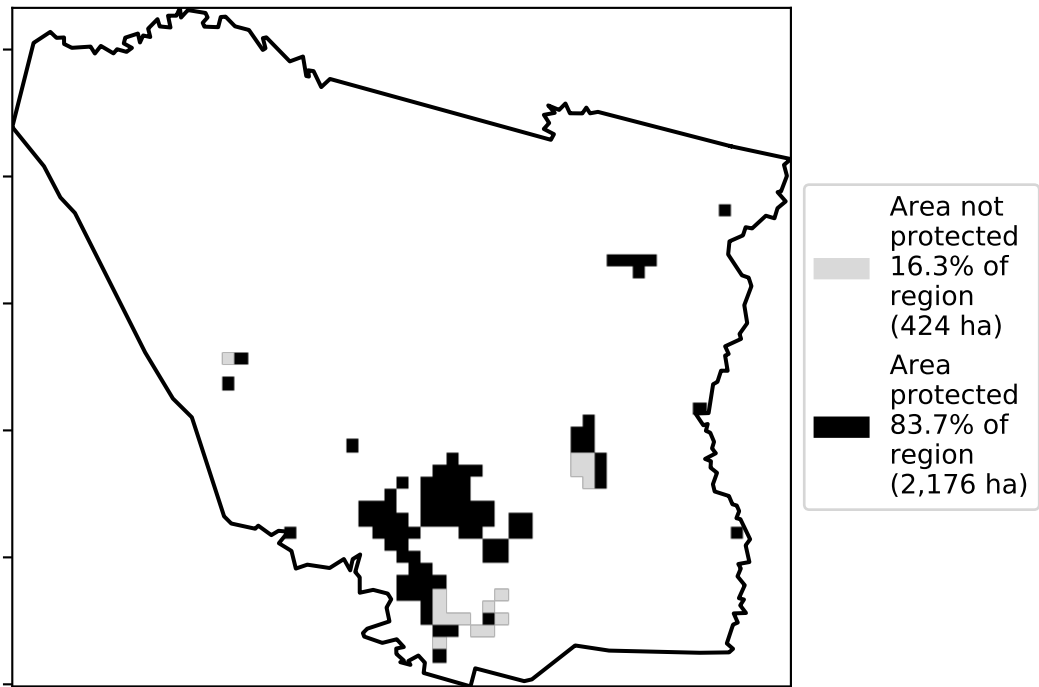 Area not
protected
16.3% of
region
(424 ha)
Area
protected
83.7% of
region
(2,176 ha)